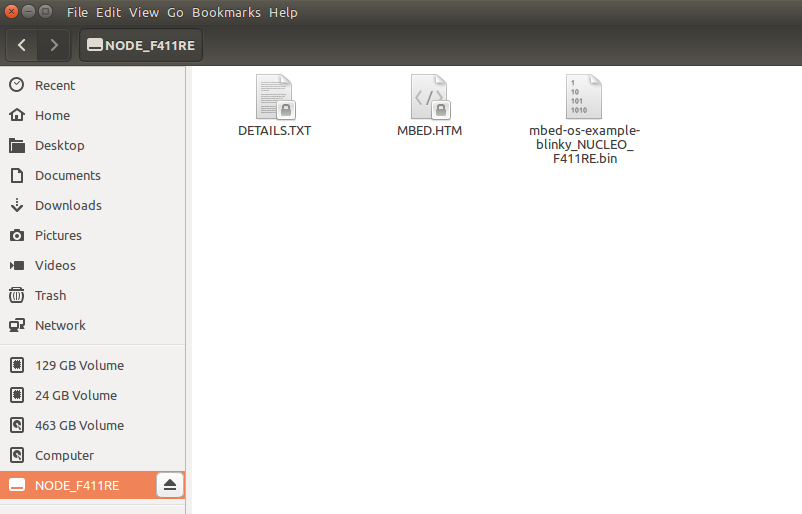 File Edit View Go Bookmarks Help
NODE_F411RE
Recent
Home
Desktop
Documents
Downloads
Pictures
Videos
Trash
Network
129 GB Volume
24 GB Volume
463 GB Volume
Computer
NODE_F411RE
DETAILS.TXT
MBED.HTM
1
10
101
1010
mbed-os-example-
blinky_NUCLEO_
F411RE.bin